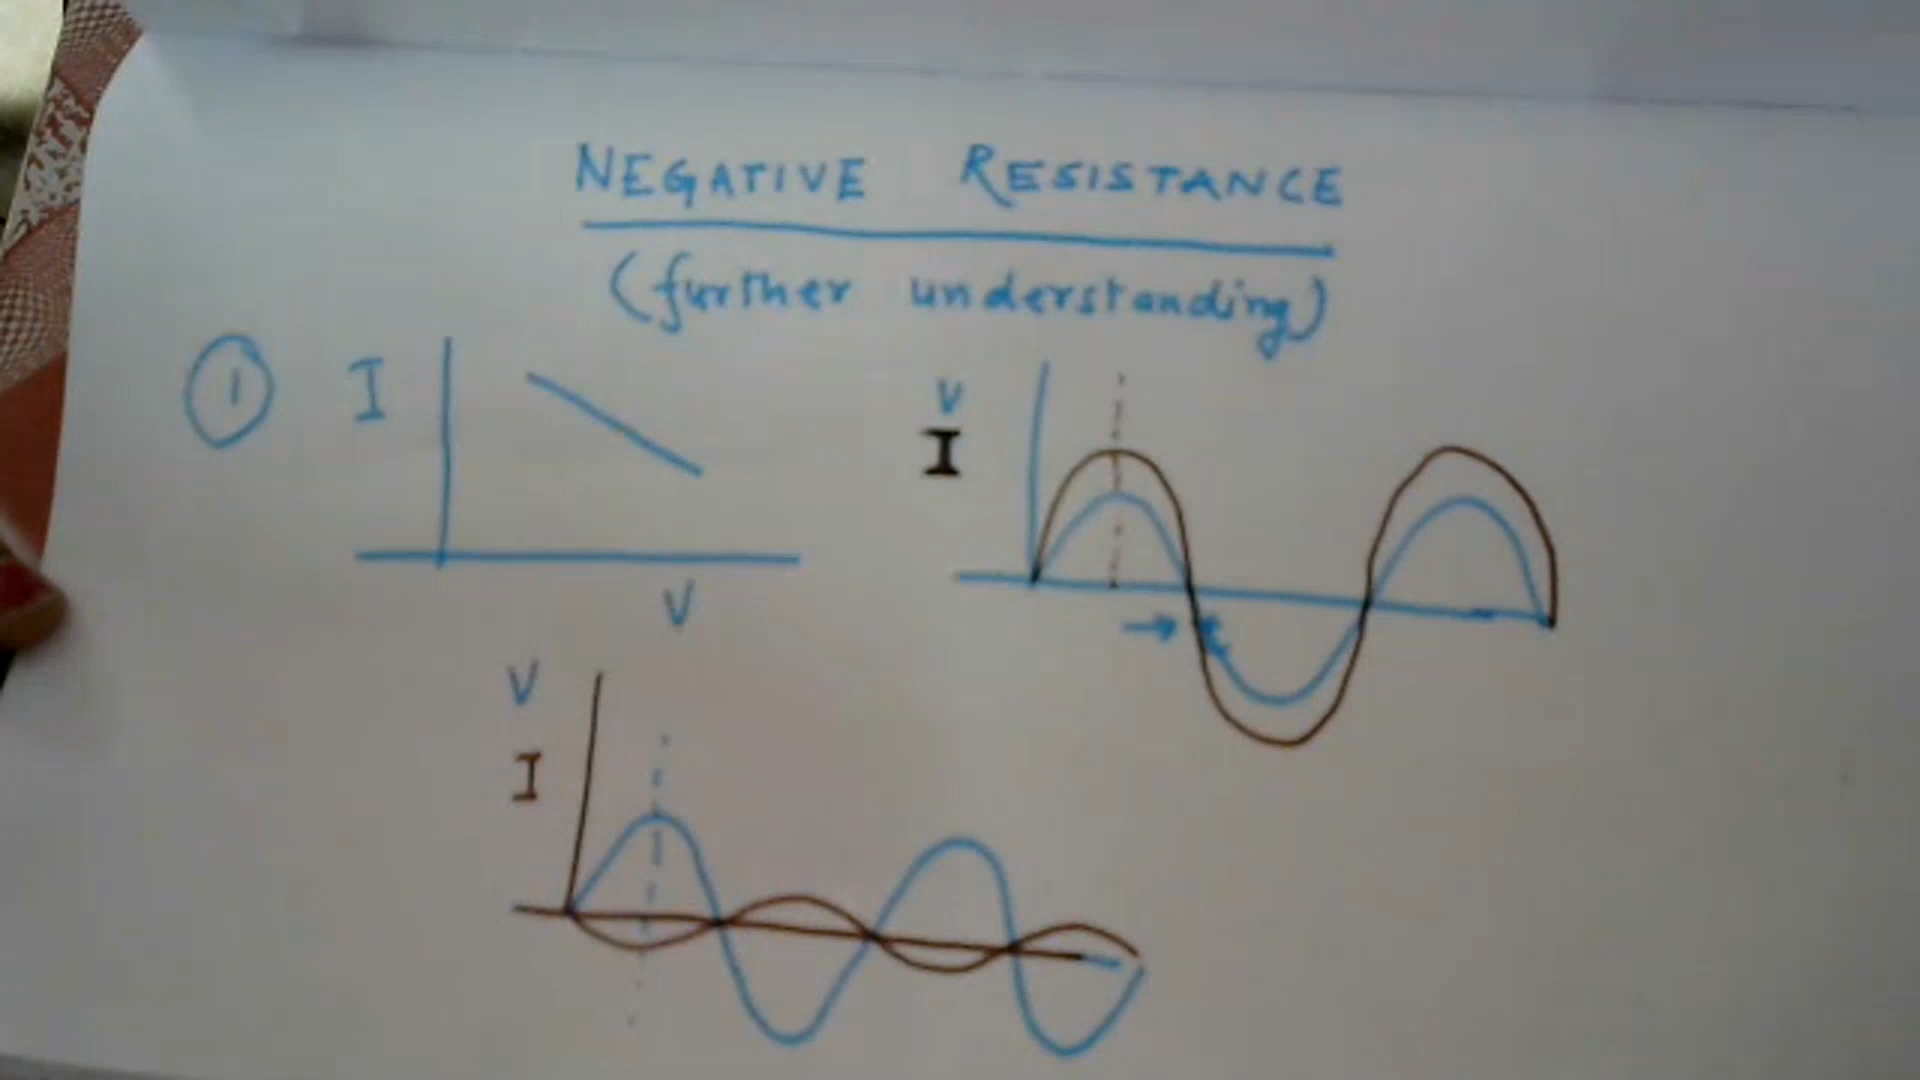 NEGATIVE RESISTANCE
(further understanding)
1 I
V
V
I
V
I